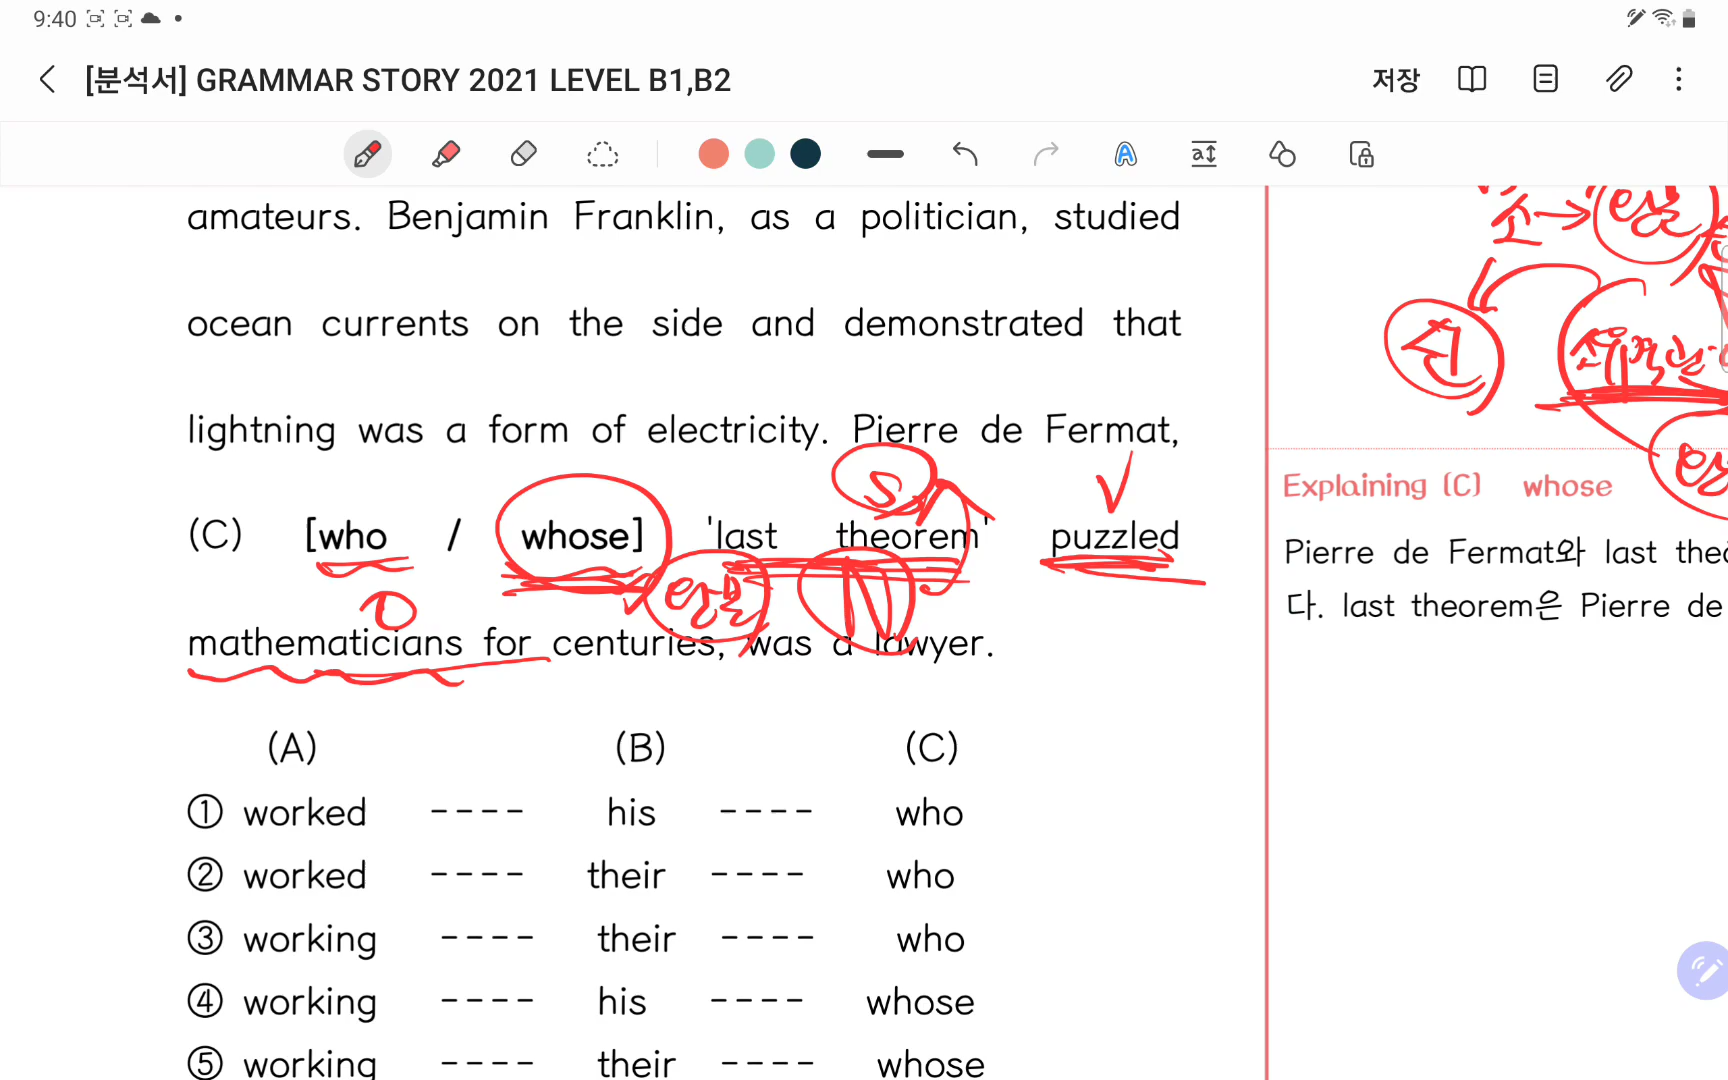 9:40
[분석서] GRAMMAR STORY 2021 LEVEL B1,B2
저장
amateurs. Benjamin Franklin, as a politician, studied
ocean currents on the side and demonstrated that
lightning was a form of electricity. Pierre de Fermat,
(C) [who / whose] 'last theorem' puzzled
mathematicians for centuries, was a lawyer.
S
V
N
(A) (B) (C)
① worked ---- his ---- who
② worked ---- their ---- who
③ working ---- their ---- who
④ working ---- his ---- whose
⑤ working ---- their ---- whose
선
Explaining (C) whose
Pierre de Fermat와 last
다. last theorem은 Pierre de